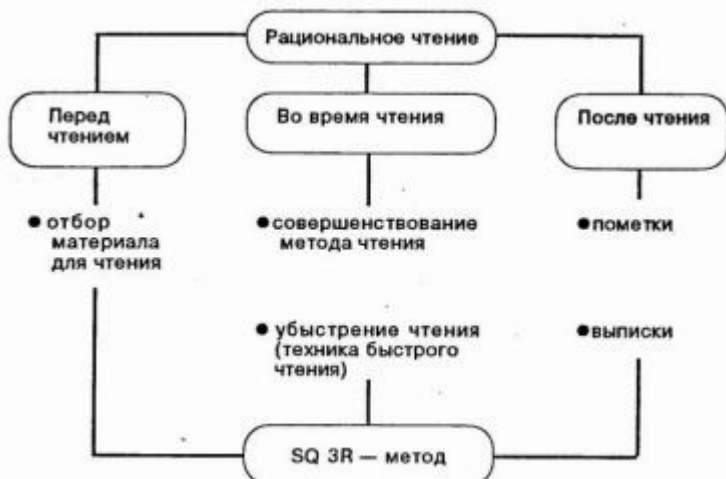 Рациональное чтение
Перед
чтением
Во время чтения
После чтения
● отбор
материала
для чтения
● совершенствование
метода чтения
● пометки
● убыстрение чтения
(техника быстрого
чтения)
● выписки
SQ 3R — метод